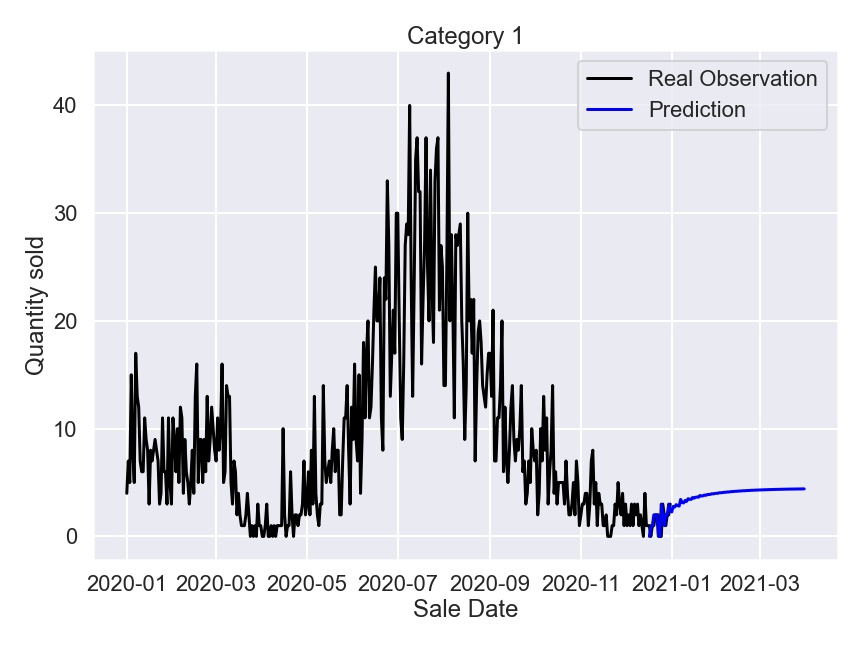 Category 1
Real Observation
Prediction
Quantity sold
40
30
20
10
0
2020-01 2020-03 2020-05 2020-07 2020-09 2020-11 2021-01 2021-03
Sale Date